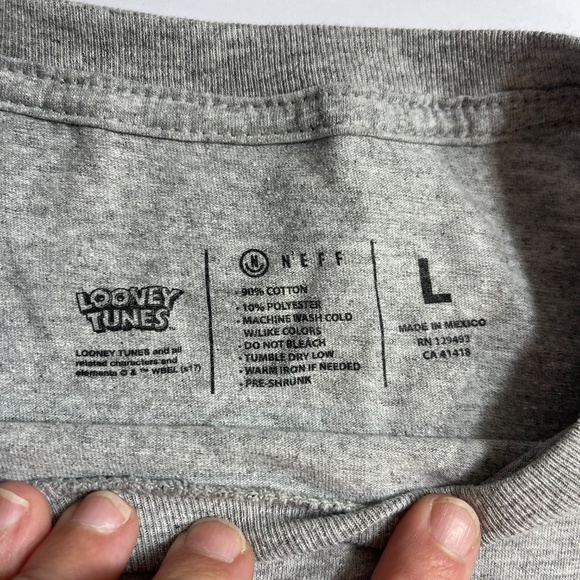 LOONEY
TUNES™
LOONEY TUNES and all
related characters and
elements © & ™ WBEI. (s17)
N NEFF
• 90% COTTON
• 10% POLYESTER
• MACHINE WASH COLD
W/LIKE COLORS
• DO NOT BLEACH
• TUMBLE DRY LOW
• WARM IRON IF NEEDED
• PRE-SHRUNK
L
MADE IN MEXICO
RN 129493
CA 41418